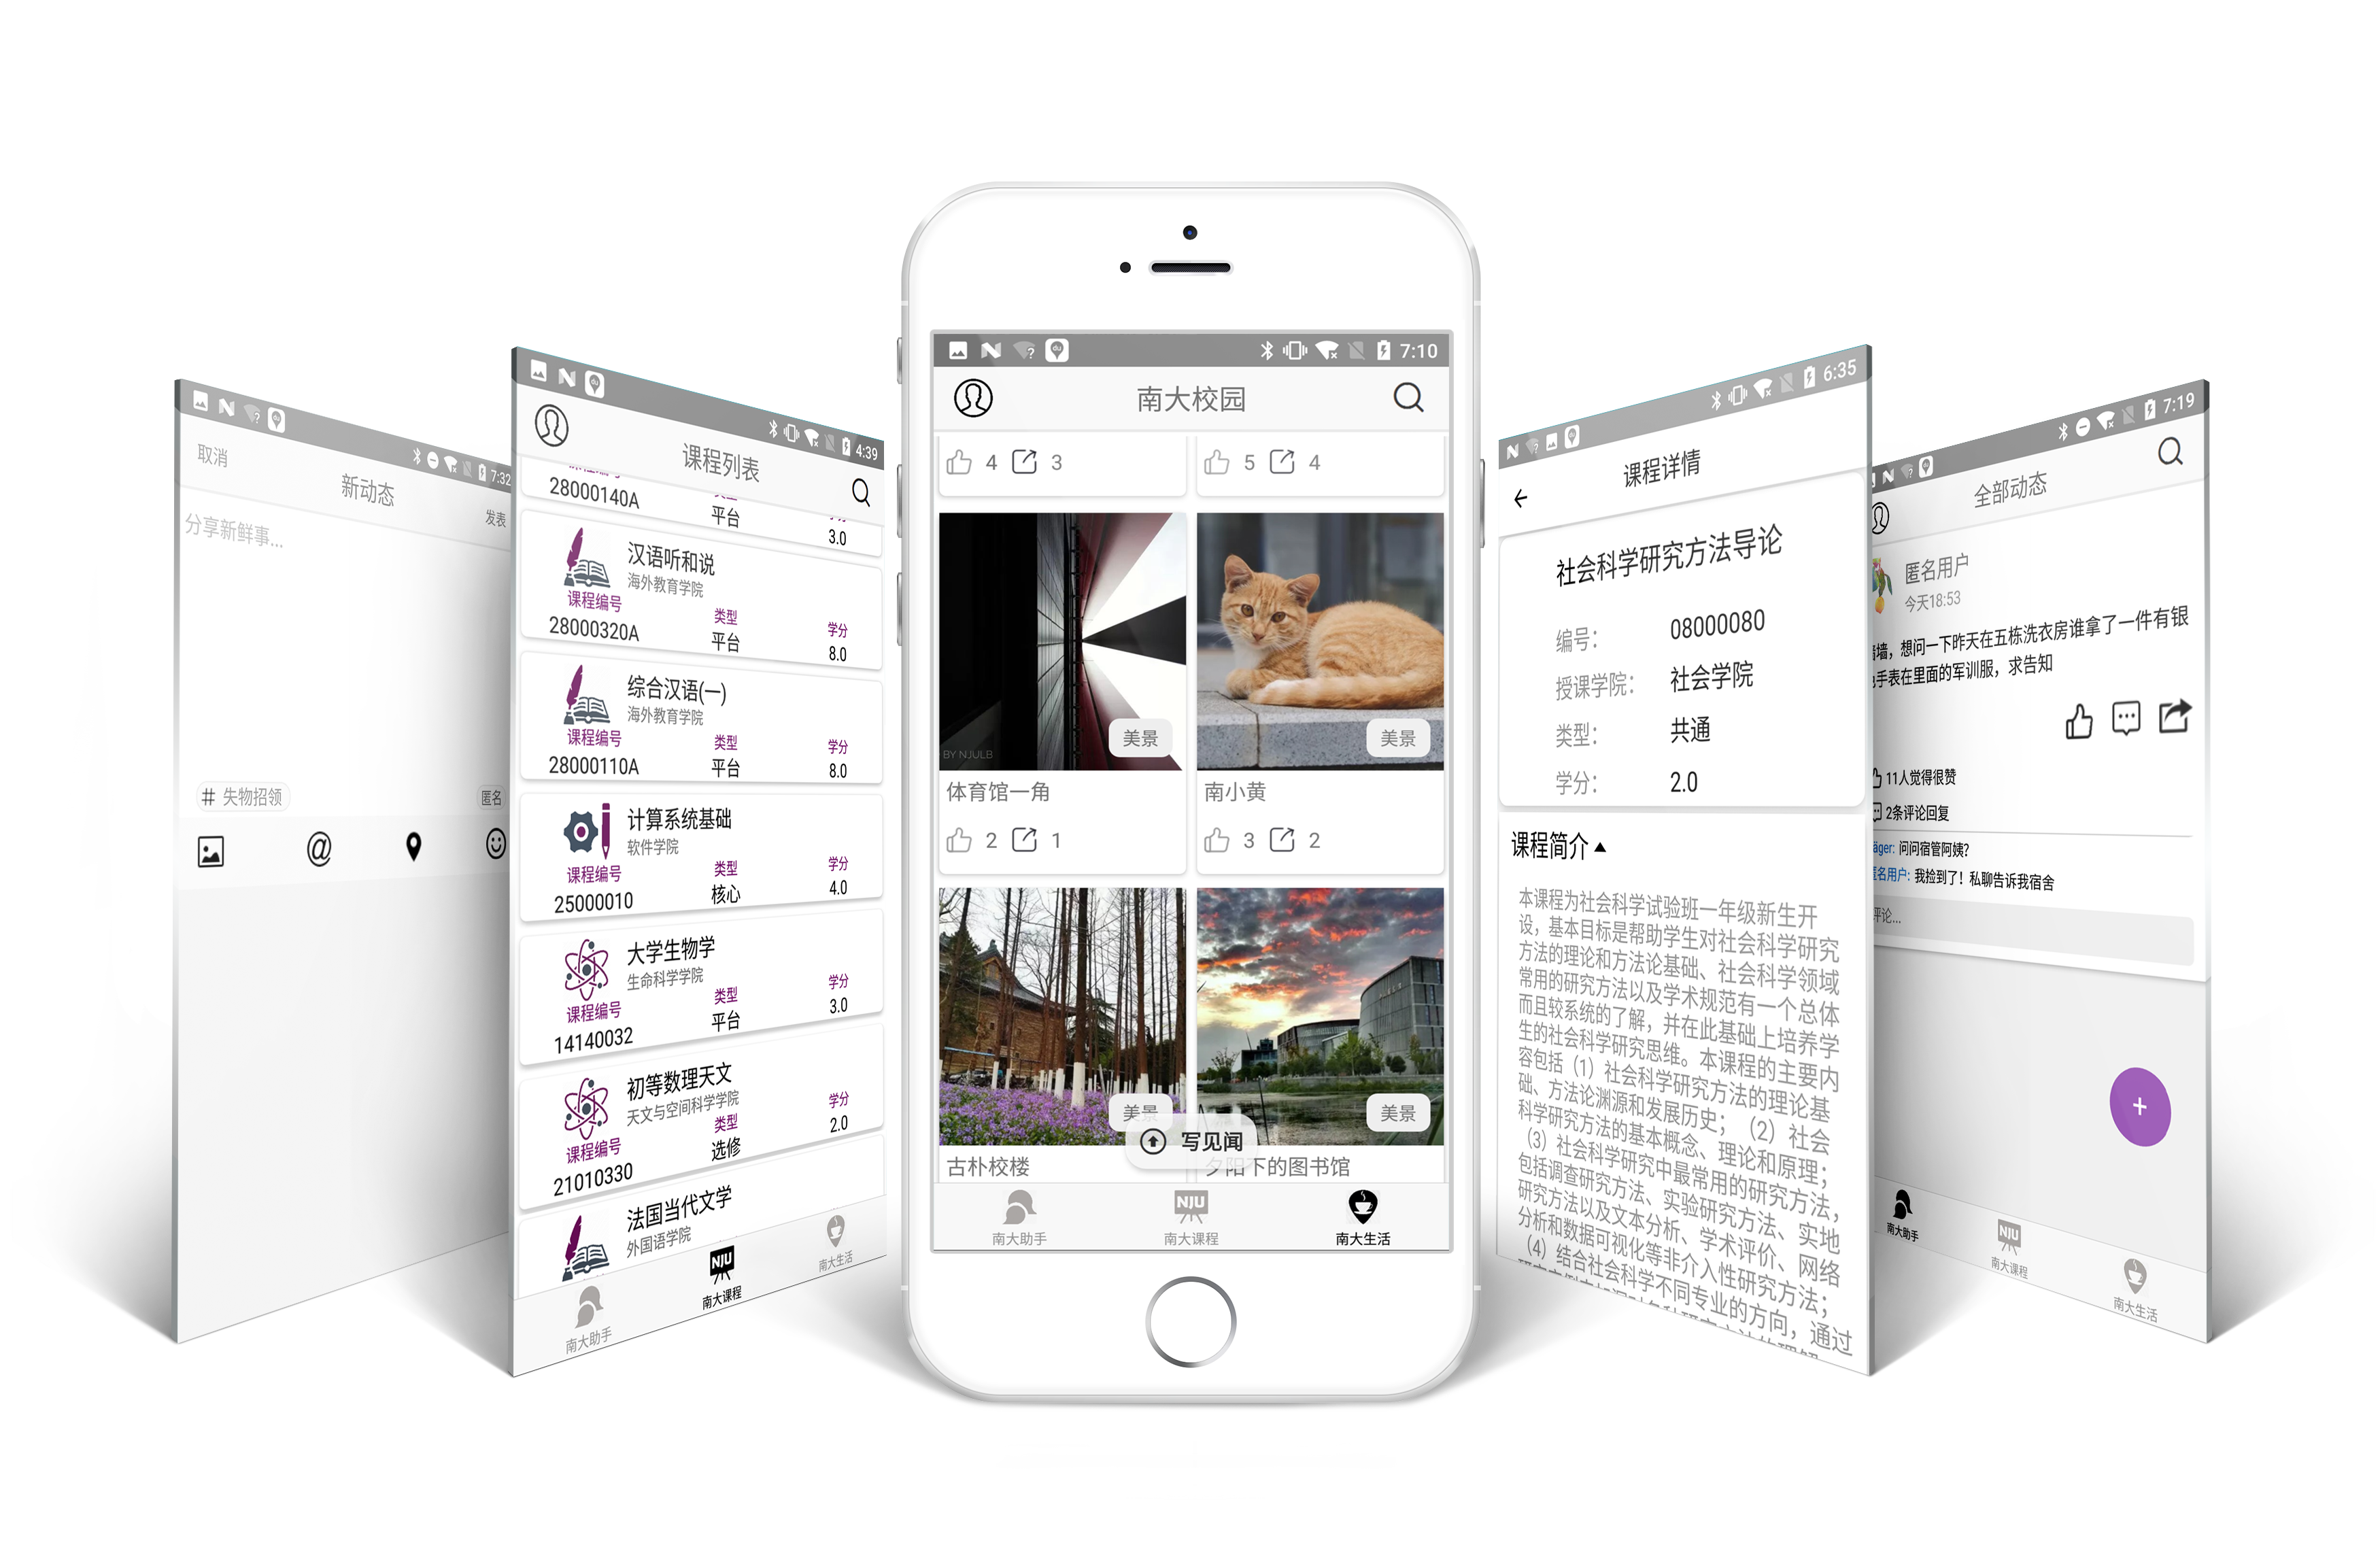 7:32
取消
新动态
发表
分享新鲜事...
# 失物招领
匿名
@
4:39
课程列表
28000140A
平台
3.0
汉语听和说
海外教育学院
课程编号
类型
学分
28000320A
平台
8.0
综合汉语(一)
海外教育学院
课程编号
类型
学分
28000110A
平台
8.0
计算系统基础
软件学院
课程编号
类型
学分
25000010
核心
4.0
大学生物学
生命科学学院
课程编号
类型
学分
14140032
平台
3.0
初等数理天文
天文与空间科学学院
课程编号
类型
学分
21010330
选修
2.0
法国当代文学
外国语学院
NJU
南大助手
南大课程
南大生活
du
7:10
南大校园
4 3
5 4
BY NJULB
美景
美景
体育馆一角
南小黄
2 1
3 2
美景
美景
写见闻
古朴校楼
夕阳下的图书馆
NJU
南大助手
南大课程
南大生活
6:35
课程详情
社会科学研究方法导论
编号: 08000080
授课学院: 社会学院
类型: 共通
学分: 2.0
课程简介
本课程为社会科学试验班一年级新生开
设，基本目标是帮助学生对社会科学研究
方法的理论和方法论基础、社会科学领域
常用的研究方法以及学术规范有一个总体
而且较系统的了解，并在此基础上培养学
生的社会科学研究思维。本课程的主要内
容包括（1）社会科学研究方法的理论基
础、方法论渊源和发展历史；（2）社会
科学研究方法的基本概念、理论和原理；
（3）社会科学研究中最常用的研究方法，
包括调查研究方法、实验研究方法、实地
研究方法以及文本分析、学术评价、网络
分析和数据可视化等非介入性研究方法；
（4）结合社会科学不同专业的方向，通过
7:19
全部动态
匿名用户
今天18:53
墙，想问一下昨天在五栋洗衣房谁拿了一件有银
手表在里面的军训服，求告知
11人觉得很赞
2条评论回复
äger: 问问宿管阿姨？
名用户: 我捡到了！私聊告诉我宿舍
评论...
+
NJU
南大助手
南大课程
南大生活